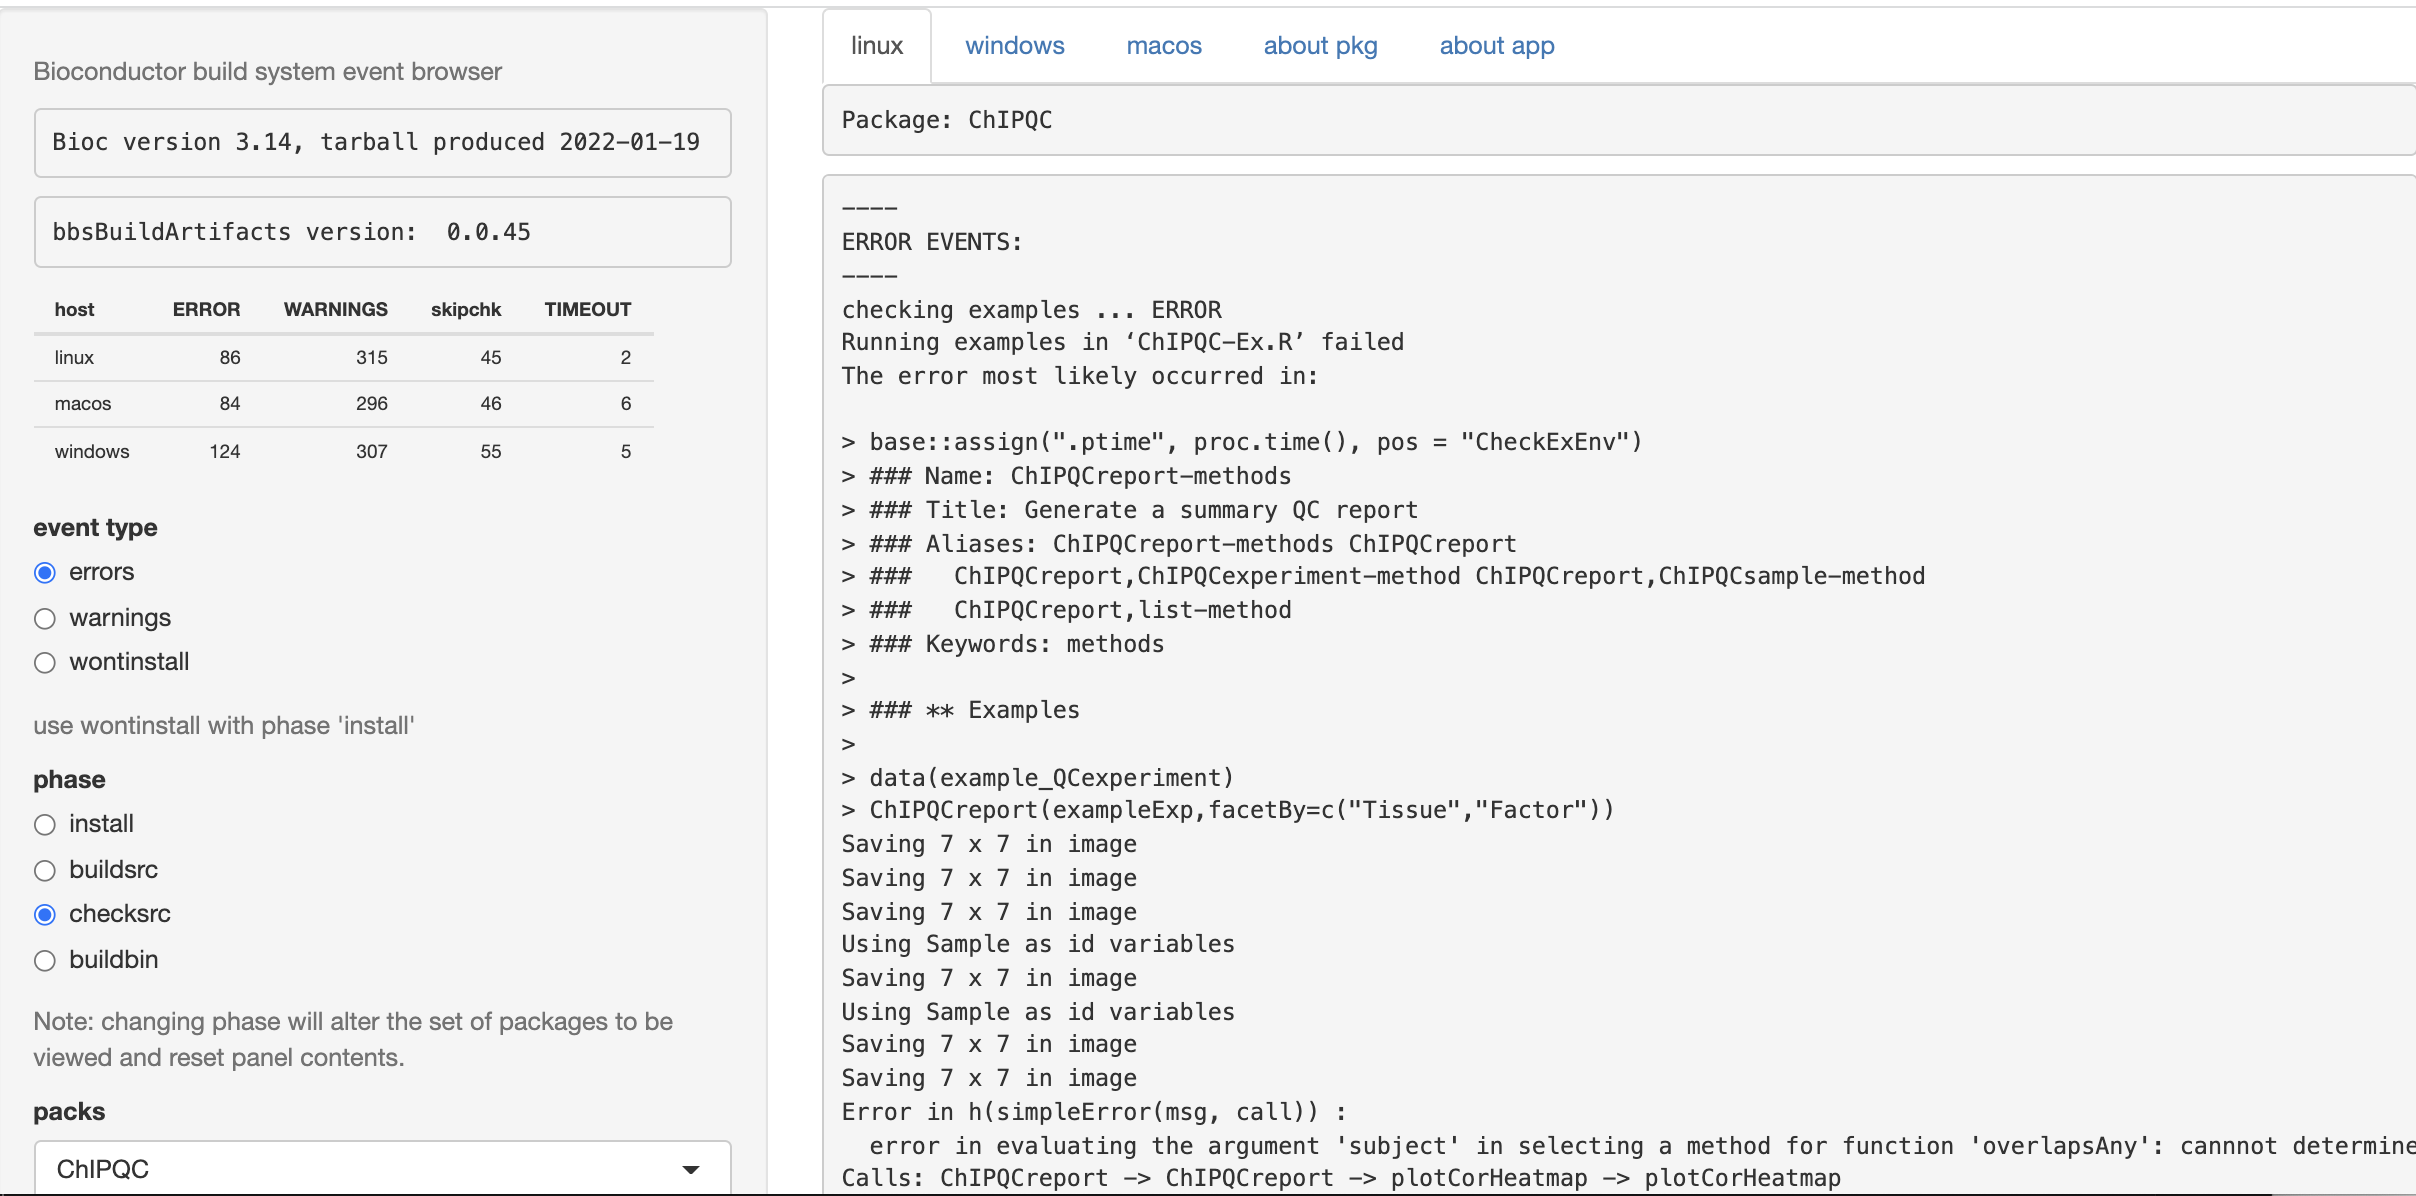 Bioconductor build system event browser
Bioc version 3.14, tarball produced 2022-01-19
bbsBuildArtifacts version:  0.0.45
host ERROR WARNINGS skipchk TIMEOUT
linux 86 315 45 2
macos 84 296 46 6
windows 124 307 55 5
event type
errors
warnings
wontinstall
use wontinstall with phase 'install'
phase
install
buildsrc
checksrc
buildbin
Note: changing phase will alter the set of packages to be
viewed and reset panel contents.
packs
ChIPQC
linux windows macos about pkg about app
Package: ChIPQC
----
ERROR EVENTS:
----
checking examples ... ERROR
Running examples in ‘ChIPQC-Ex.R’ failed
The error most likely occurred in:
> base::assign(".ptime", proc.time(), pos = "CheckExEnv")
> ### Name: ChIPQCreport-methods
> ### Title: Generate a summary QC report
> ### Aliases: ChIPQCreport-methods ChIPQCreport
> ###   ChIPQCreport,ChIPQCexperiment-method ChIPQCreport,ChIPQCsample-method
> ###   ChIPQCreport,list-method
> ### Keywords: methods
>
> ### ** Examples
>
> data(example_QCexperiment)
> ChIPQCreport(exampleExp,facetBy=c("Tissue","Factor"))
Saving 7 x 7 in image
Saving 7 x 7 in image
Saving 7 x 7 in image
Using Sample as id variables
Saving 7 x 7 in image
Using Sample as id variables
Saving 7 x 7 in image
Saving 7 x 7 in image
Error in h(simpleError(msg, call)) :
  error in evaluating the argument 'subject' in selecting a method for function 'overlapsAny': cannnot determine
Calls: ChIPQCreport -> ChIPQCreport -> plotCorHeatmap -> plotCorHeatmap